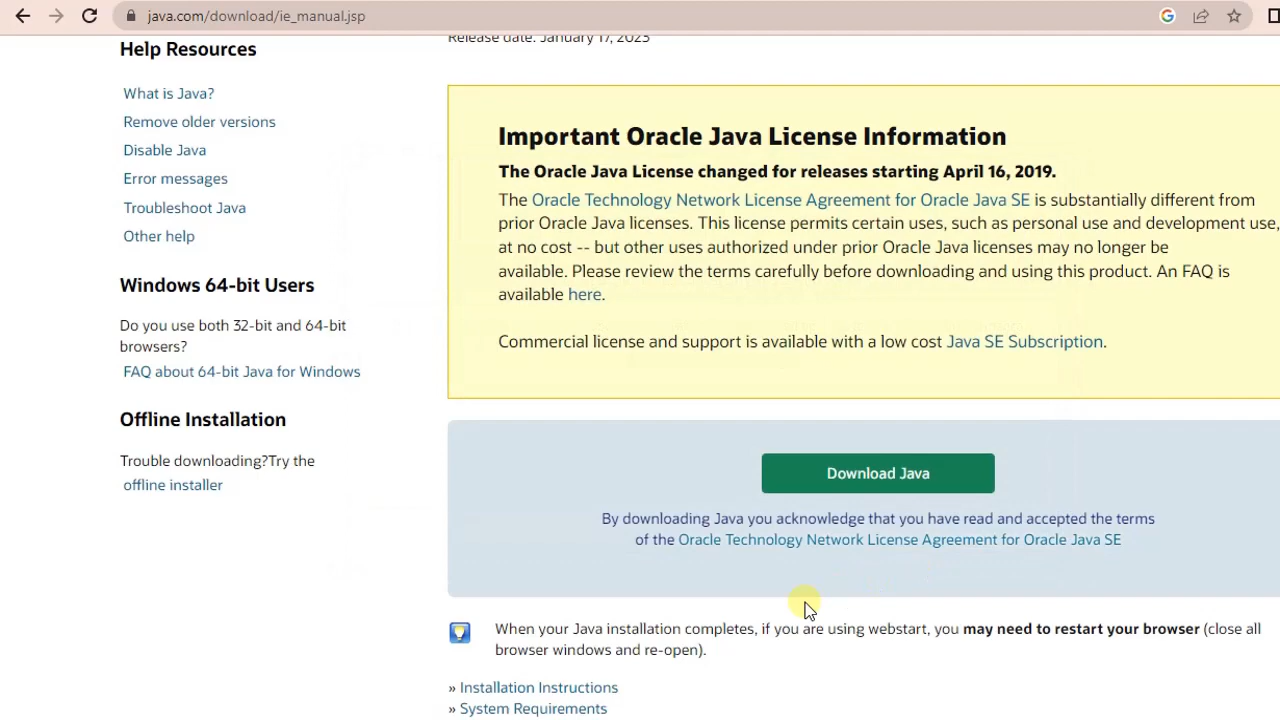 java.com/download/ie_manual.jsp
Help Resources
What is Java?
Remove older versions
Disable Java
Error messages
Troubleshoot Java
Other help
Windows 64-bit Users
Do you use both 32-bit and 64-bit
browsers?
FAQ about 64-bit Java for Windows
Offline Installation
Trouble downloading?Try the
offline installer
Release date: January 17, 2023
Important Oracle Java License Information
The Oracle Java License changed for releases starting April 16, 2019.
The Oracle Technology Network License Agreement for Oracle Java SE is substantially different from
prior Oracle Java licenses. This license permits certain uses, such as personal use and development use,
at no cost -- but other uses authorized under prior Oracle Java licenses may no longer be
available. Please review the terms carefully before downloading and using this product. An FAQ is
available here.
Commercial license and support is available with a low cost Java SE Subscription.
Download Java
By downloading Java you acknowledge that you have read and accepted the terms
of the Oracle Technology Network License Agreement for Oracle Java SE
When your Java installation completes, if you are using webstart, you may need to restart your browser (close all
browser windows and re-open).
» Installation Instructions
» System Requirements